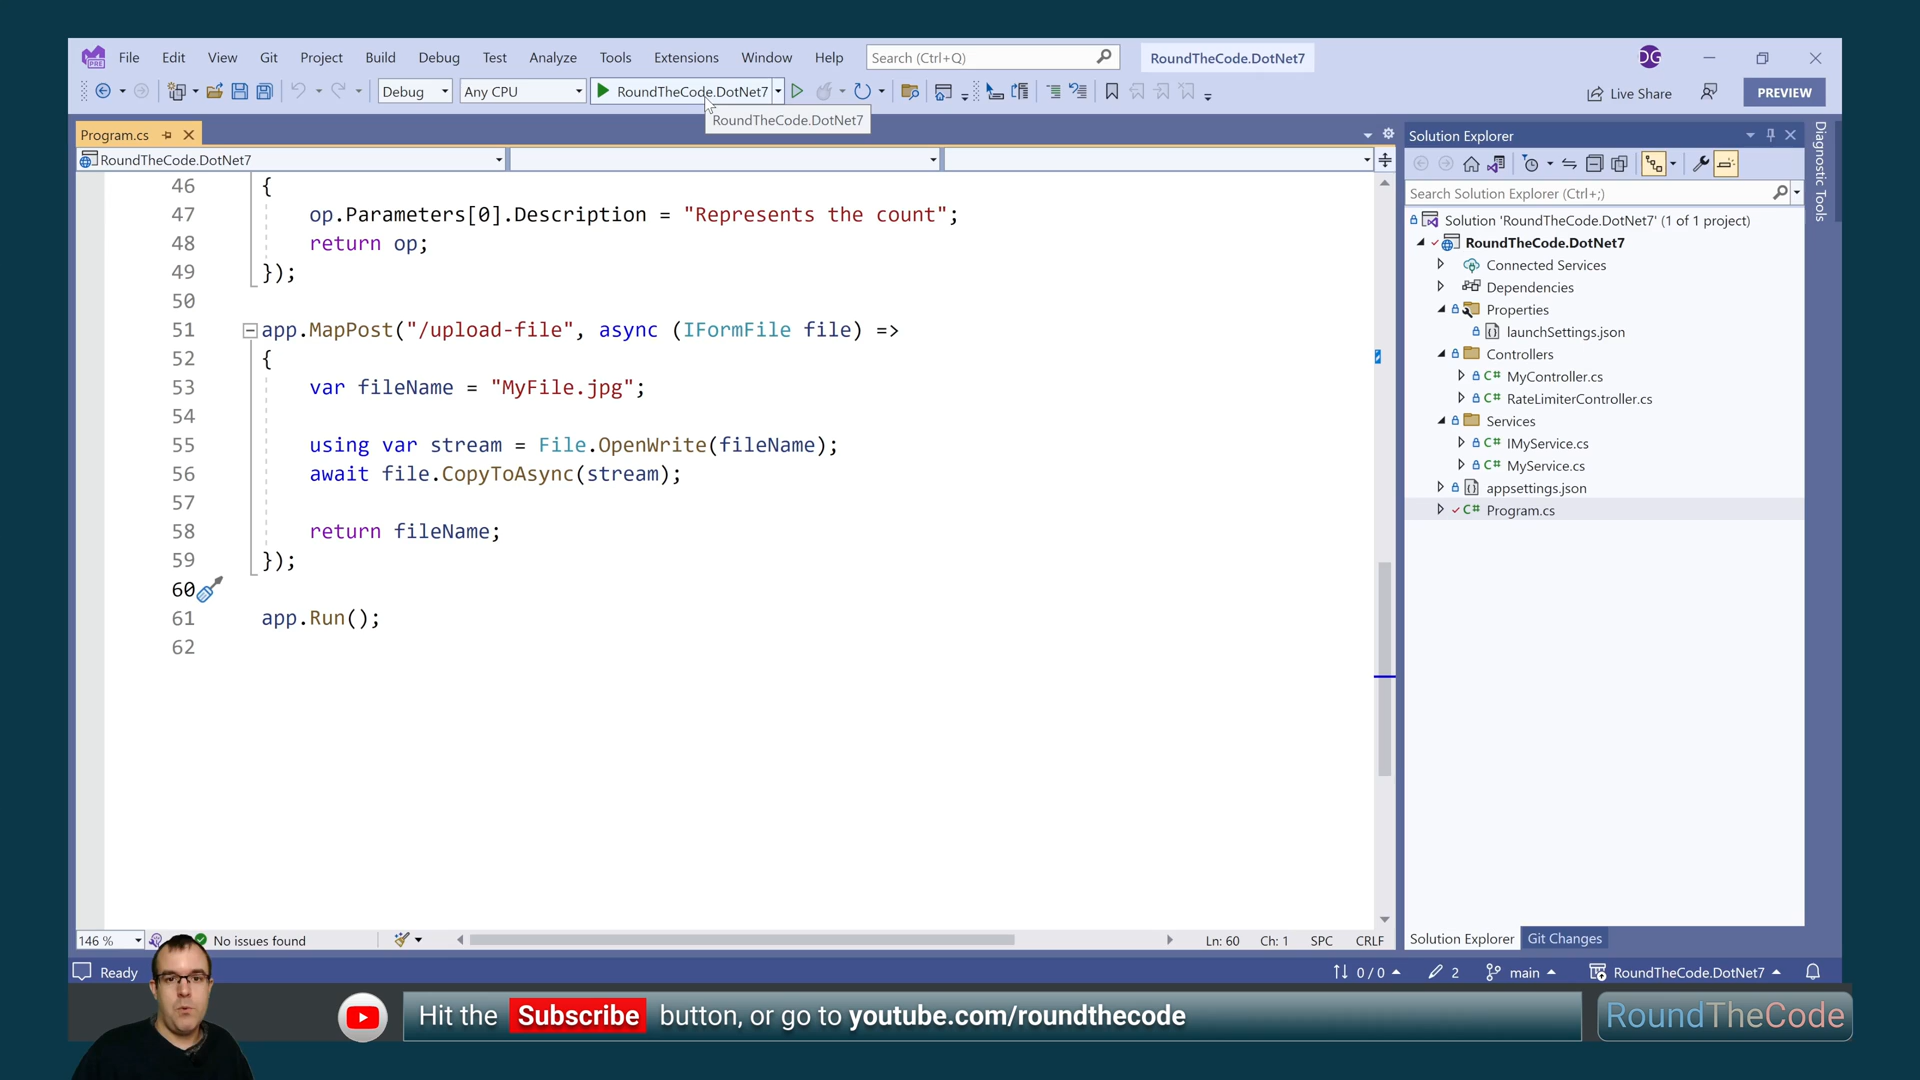 File Edit View Git Project Build Debug Test Analyze Tools Extensions Window Help Search (Ctrl+Q) RoundTheCode.DotNet7 DG
Debug Any CPU RoundTheCode.DotNet7 Live Share PREVIEW
RoundTheCode.DotNet7
Program.cs
RoundTheCode.DotNet7
46 {
47 op.Parameters[0].Description = "Represents the count";
48 return op;
49 });
50
51 app.MapPost("/upload-file", async (IFormFile file) =>
52 {
53 var fileName = "MyFile.jpg";
54
55 using var stream = File.OpenWrite(fileName);
56 await file.CopyToAsync(stream);
57
58 return fileName;
59 });
60
61 app.Run();
62
Solution Explorer
Search Solution Explorer (Ctrl+;)
Solution 'RoundTheCode.DotNet7' (1 of 1 project)
RoundTheCode.DotNet7
Connected Services
Dependencies
Properties
launchSettings.json
Controllers
C# MyController.cs
C# RateLimiterController.cs
Services
C# IMyService.cs
C# MyService.cs
appsettings.json
C# Program.cs
Diagnostic Tools
146 % No issues found Ln: 60 Ch: 1 SPC CRLF
Solution Explorer Git Changes
Ready 0 / 0 2 main RoundTheCode.DotNet7
Hit the Subscribe button, or go to youtube.com/roundthecode
RoundTheCode